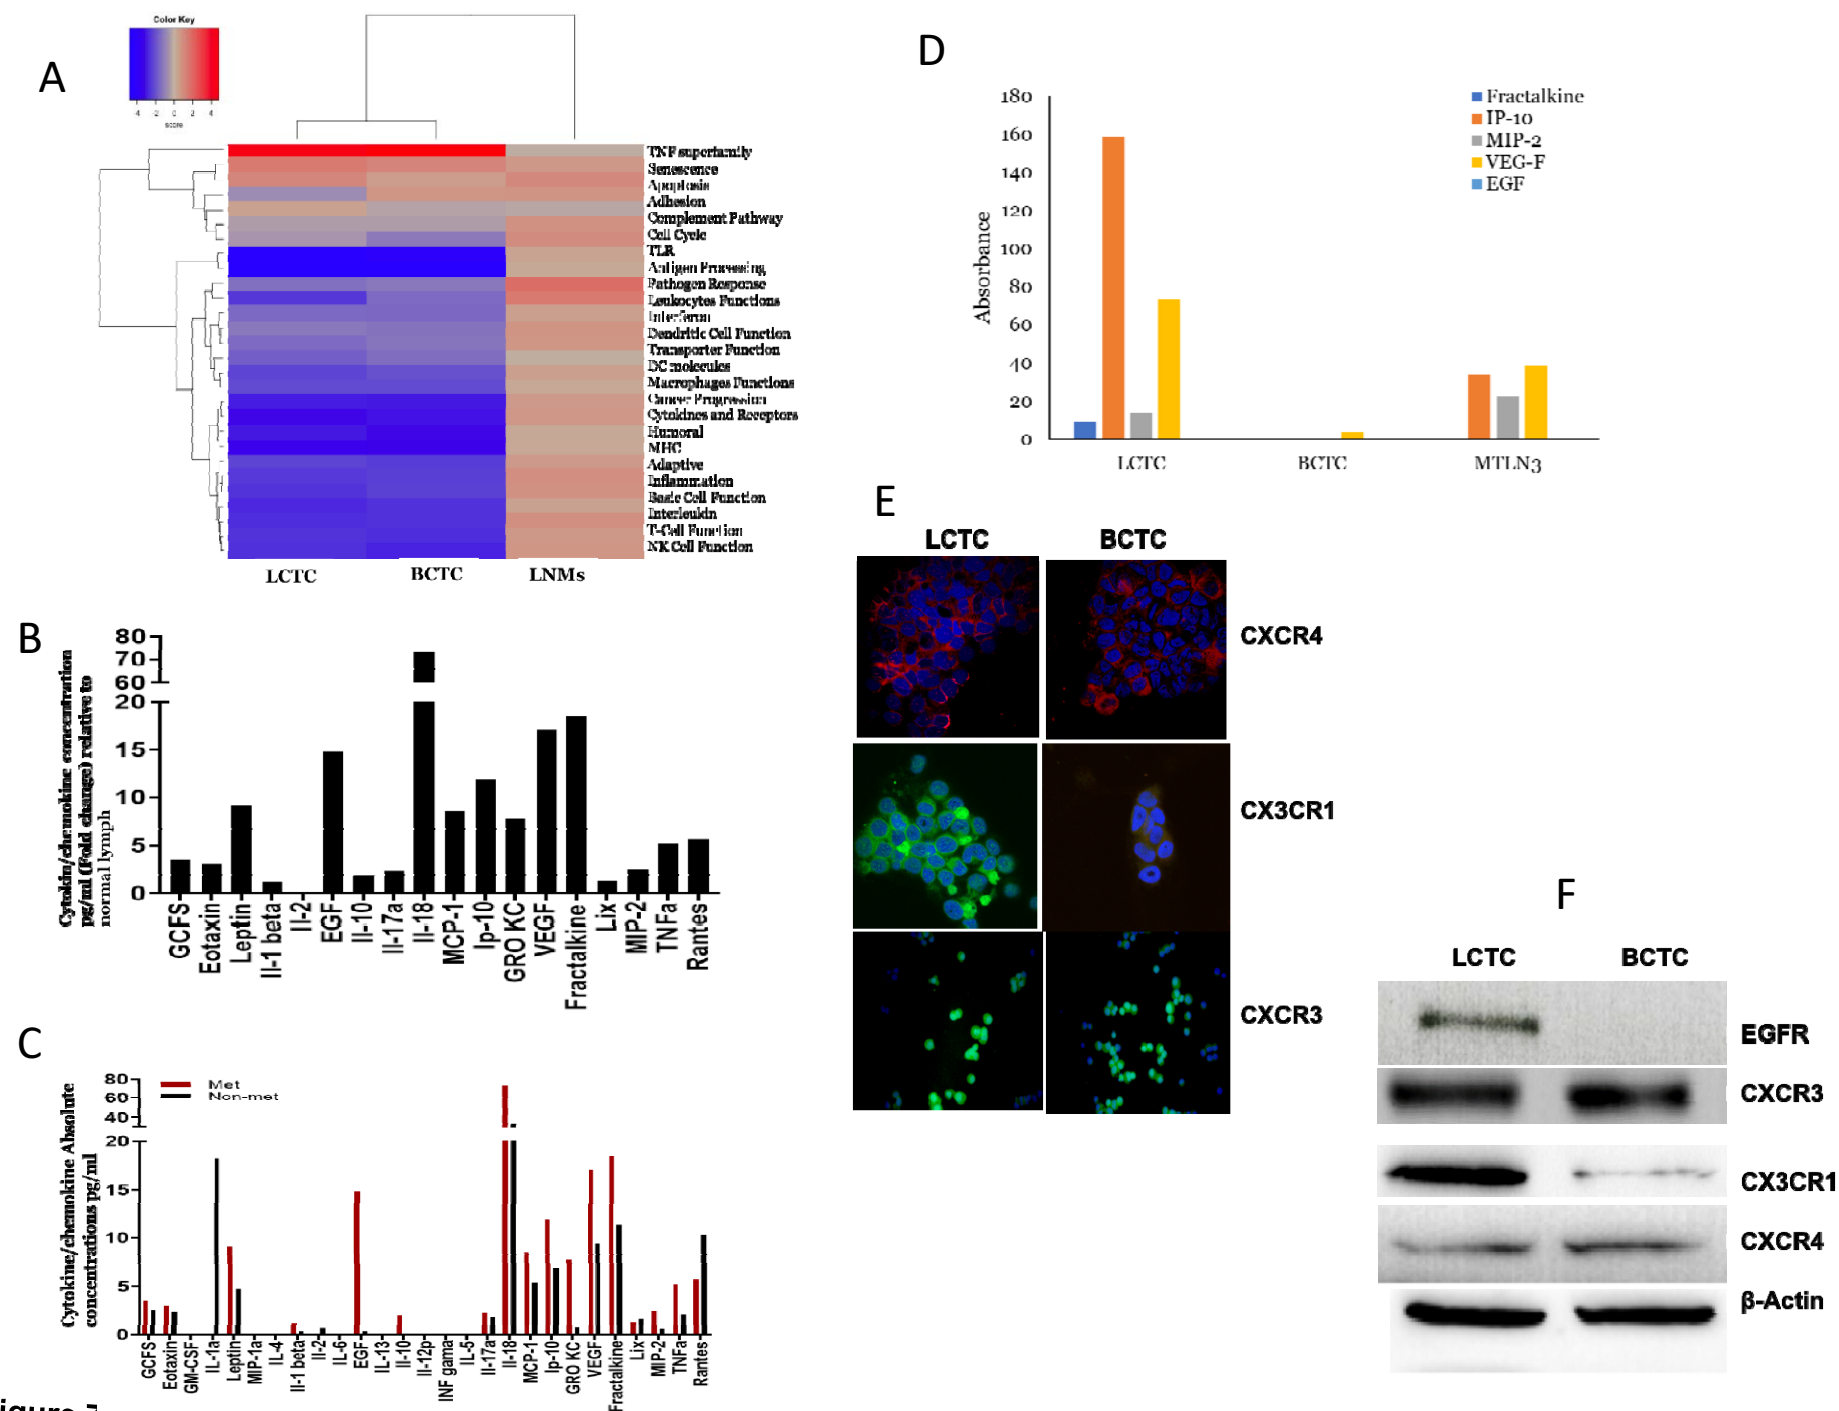 A
Color Key
-4 -2 0 2 4
score
TNF superfamily
Senescence
Apoptosis
Adhesion
Complement Pathway
Cell Cycle
TLR
Antigen Processing
Pathogen Response
Leukocytes Functions
Interferon
Dendritic Cell Function
Transporter Function
DC molecules
Macrophages Functions
Cancer Progression
Cytokines and Receptors
Humoral
MHC
Adaptive
Inflammation
Basic Cell Function
Interleukin
T-Cell Function
NK Cell Function
LCTC BCTC LNMs
B
Cytokin/chemokine concentration
pg/ml (Fold change) relative to
normal lymph
80
70
60
20
15
10
5
0
GCFS
Eotaxin
Leptin
Il-1 beta
Il-2
EGF
Il-10
Il-17a
Il-18
MCP-1
Ip-10
GRO KC
VEGF
Fractalkine
Lix
MIP-2
TNFa
Rantes
C
Cytokine/chemokine Absolute
concentrations pg/ml
80
60
40
20
15
10
5
0
Met
Non-met
GCFS
Eotaxin
GM-CSF
IL-1a
Leptin
MIP-1a
IL-4
Il-1 beta
Il-2
IL-6
EGF
IL-13
Il-10
Il-12p
INF gama
IL-5
Il-17a
Il-18
MCP-1
Ip-10
GRO KC
VEGF
Fractalkine
Lix
MIP-2
TNFa
Rantes
D
Absorbance
180
160
140
120
100
80
60
40
20
0
Fractalkine
IP-10
MIP-2
VEG-F
EGF
LCTC BCTC MTLN3
E
LCTC BCTC
CXCR4
CX3CR1
CXCR3
F
LCTC BCTC
EGFR
CXCR3
CX3CR1
CXCR4
β-Actin